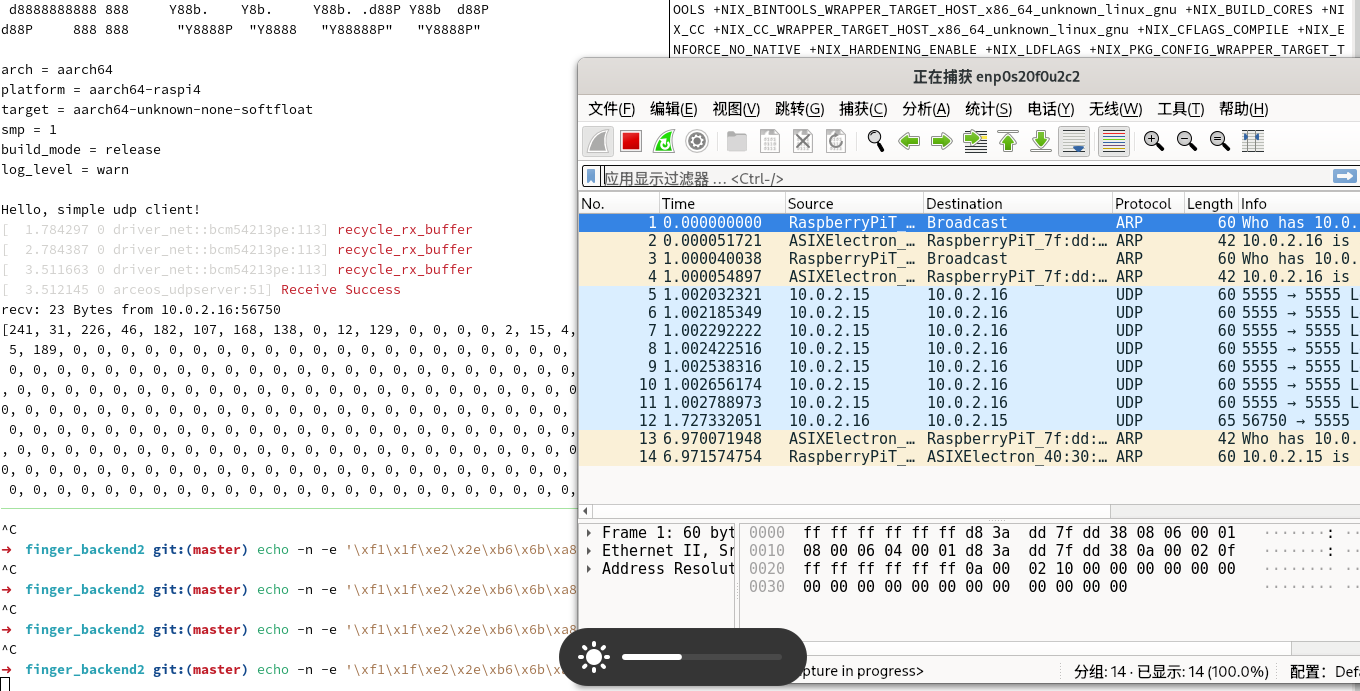 d8888888888 888     Y88b.    Y8b.     Y88b. .d88P Y88b  d88P
d88P     888 888      "Y8888P  "Y8888   "Y88888P"   "Y8888P"
arch = aarch64
platform = aarch64-raspi4
target = aarch64-unknown-none-softfloat
smp = 1
build_mode = release
log_level = warn
Hello, simple udp client!
[  1.784297 0 driver_net::bcm54213pe:113] recycle_rx_buffer
[  2.784387 0 driver_net::bcm54213pe:113] recycle_rx_buffer
[  3.511663 0 driver_net::bcm54213pe:113] recycle_rx_buffer
[  3.512145 0 arceos_udpserver:51] Receive Success
recv: 23 Bytes from 10.0.2.16:56750
[241, 31, 226, 46, 182, 107, 168, 138, 0, 12, 129, 0, 0, 0, 0, 2, 15, 4,
5, 189, 0, 0, 0, 0, 0, 0, 0, 0, 0, 0, 0, 0, 0, 0, 0, 0, 0, 0, 0, 0, 0,
0, 0, 0, 0, 0, 0, 0, 0, 0, 0, 0, 0, 0, 0, 0, 0, 0, 0, 0, 0, 0, 0, 0,
, 0, 0, 0, 0, 0, 0, 0, 0, 0, 0, 0, 0, 0, 0, 0, 0, 0, 0, 0, 0, 0, 0, 0
0, 0, 0, 0, 0, 0, 0, 0, 0, 0, 0, 0, 0, 0, 0, 0, 0, 0, 0, 0, 0, 0, 0,
0, 0, 0, 0, 0, 0, 0, 0, 0, 0, 0, 0, 0, 0, 0, 0, 0, 0, 0, 0, 0, 0, 0,
, 0, 0, 0, 0, 0, 0, 0, 0, 0, 0, 0, 0, 0, 0, 0, 0, 0, 0, 0, 0, 0, 0, 0
0, 0, 0, 0, 0, 0, 0, 0, 0, 0, 0, 0, 0, 0, 0, 0, 0, 0, 0, 0, 0, 0, 0,
0, 0, 0, 0, 0, 0, 0, 0, 0, 0, 0, 0, 0, 0, 0, 0, 0, 0, 0, 0, 0, 0, 0,
^C
➜  finger_backend2 git:(master) echo -n -e '\xf1\x1f\xe2\x2e\xb6\x6b\xa8
^C
➜  finger_backend2 git:(master) echo -n -e '\xf1\x1f\xe2\x2e\xb6\x6b\xa8
^C
➜  finger_backend2 git:(master) echo -n -e '\xf1\x1f\xe2\x2e\xb6\x6b\xa8
^C
➜  finger_backend2 git:(master) echo -n -e '\xf1\x1f\xe2\x2e\xb6\x6b\x
OOLS +NIX_BINTOOLS_WRAPPER_TARGET_HOST_x86_64_unknown_linux_gnu +NIX_BUILD_CORES +NI
X_CC +NIX_CC_WRAPPER_TARGET_HOST_x86_64_unknown_linux_gnu +NIX_CFLAGS_COMPILE +NIX_E
NFORCE_NO_NATIVE +NIX_HARDENING_ENABLE +NIX_LDFLAGS +NIX_PKG_CONFIG_WRAPPER_TARGET_T
正在捕获 enp0s20f0u2c2
文件(F) 编辑(E) 视图(V) 跳转(G) 捕获(C) 分析(A) 统计(S) 电话(Y) 无线(W) 工具(T) 帮助(H)
应用显示过滤器 … <Ctrl-/>
No. Time Source Destination Protocol Length Info
1 0.000000000 RaspberryPiT_… Broadcast ARP 60 Who has 10.0.
2 0.000051721 ASIXElectron_… RaspberryPiT_7f:dd:… ARP 42 10.0.2.16 is
3 1.000040038 RaspberryPiT_… Broadcast ARP 60 Who has 10.0.
4 1.000054897 ASIXElectron_… RaspberryPiT_7f:dd:… ARP 42 10.0.2.16 is
5 1.002032321 10.0.2.15 10.0.2.16 UDP 60 5555 → 5555 L
6 1.002185349 10.0.2.15 10.0.2.16 UDP 60 5555 → 5555 L
7 1.002292222 10.0.2.15 10.0.2.16 UDP 60 5555 → 5555 L
8 1.002422516 10.0.2.15 10.0.2.16 UDP 60 5555 → 5555 L
9 1.002538316 10.0.2.15 10.0.2.16 UDP 60 5555 → 5555 L
10 1.002656174 10.0.2.15 10.0.2.16 UDP 60 5555 → 5555 L
11 1.002788973 10.0.2.15 10.0.2.16 UDP 60 5555 → 5555 L
12 1.727332051 10.0.2.16 10.0.2.15 UDP 65 56750 → 5555
13 6.970071948 ASIXElectron_… RaspberryPiT_7f:dd:… ARP 42 Who has 10.0.
14 6.971574754 RaspberryPiT_… ASIXElectron_40:30:… ARP 60 10.0.2.15 is
Frame 1: 60 byt
Ethernet II, Sr
Address Resolut
0000 ff ff ff ff ff ff d8 3a dd 7f dd 38 08 06 00 01 ·······:
0010 08 00 06 04 00 01 d8 3a dd 7f dd 38 0a 00 02 0f ·······:
0020 ff ff ff ff ff ff 0a 00 02 10 00 00 00 00 00 00 ········
0030 00 00 00 00 00 00 00 00 00 00 00 00 ········
pture in progress>
分组: 14 · 已显示: 14 (100.0%)
配置: Defa